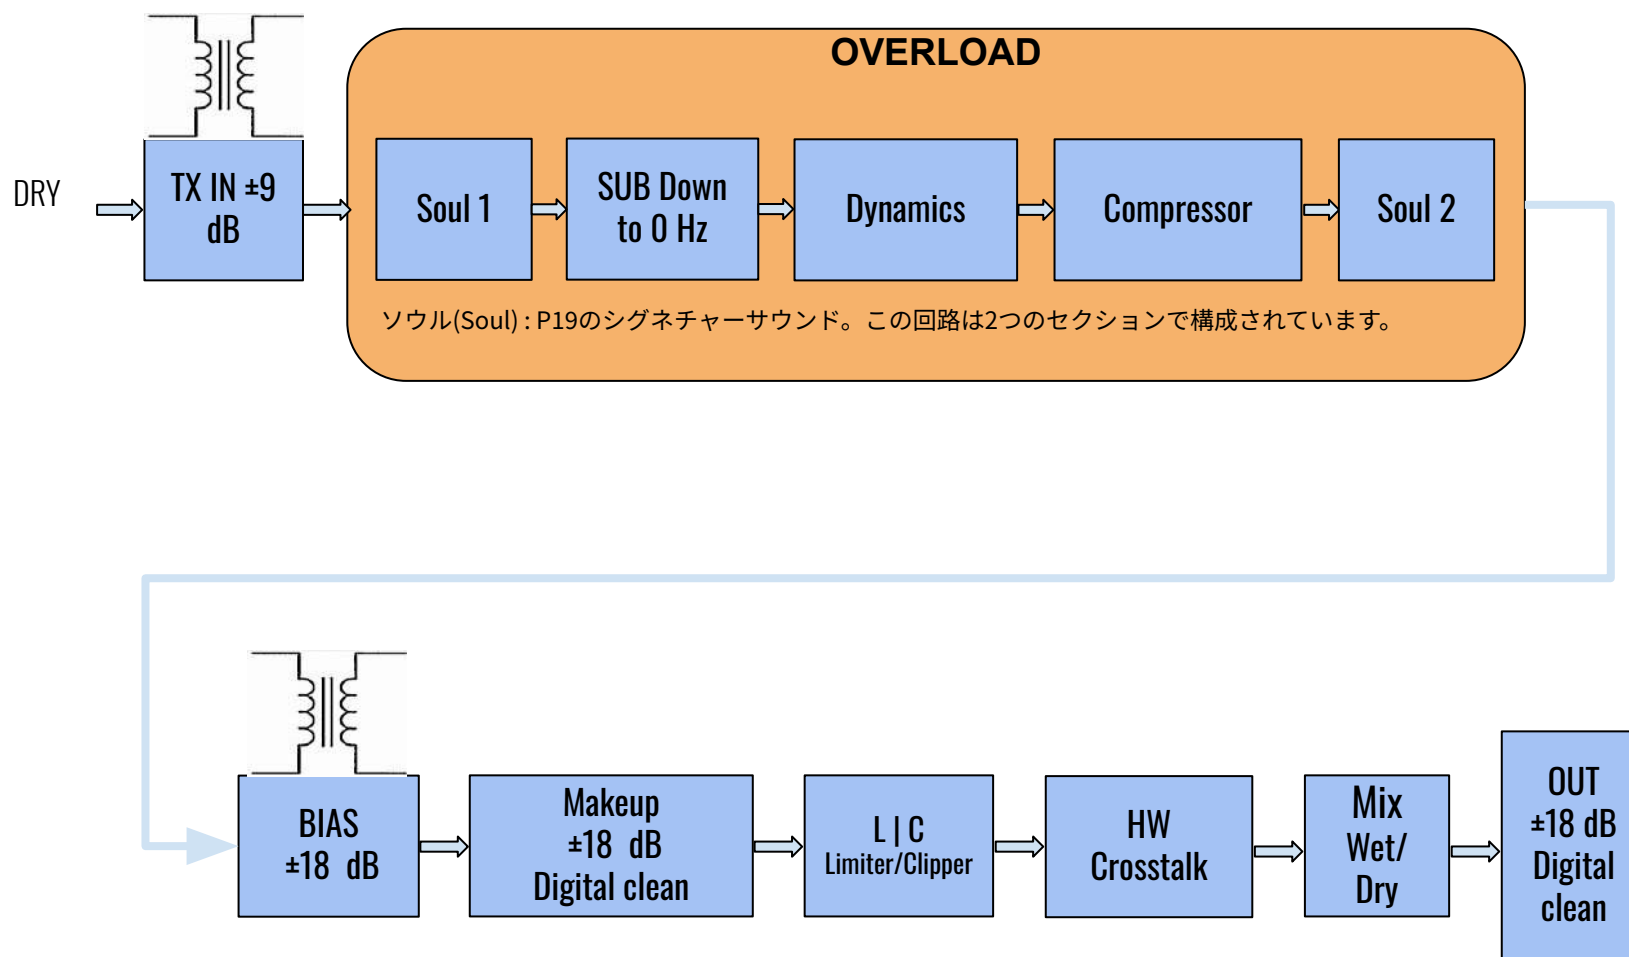 OVERLOAD
DRY
TX IN ±9
dB
Soul 1
SUB Down
to 0 Hz
Dynamics
Compressor
Soul 2
ソウル(Soul) : P19のシグネチャーサウンド。この回路は2つのセクションで構成されています。
BIAS
±18 dB
Makeup
±18 dB
Digital clean
L | C
Limiter/Clipper
HW
Crosstalk
Mix
Wet/
Dry
OUT
±18 dB
Digital
clean